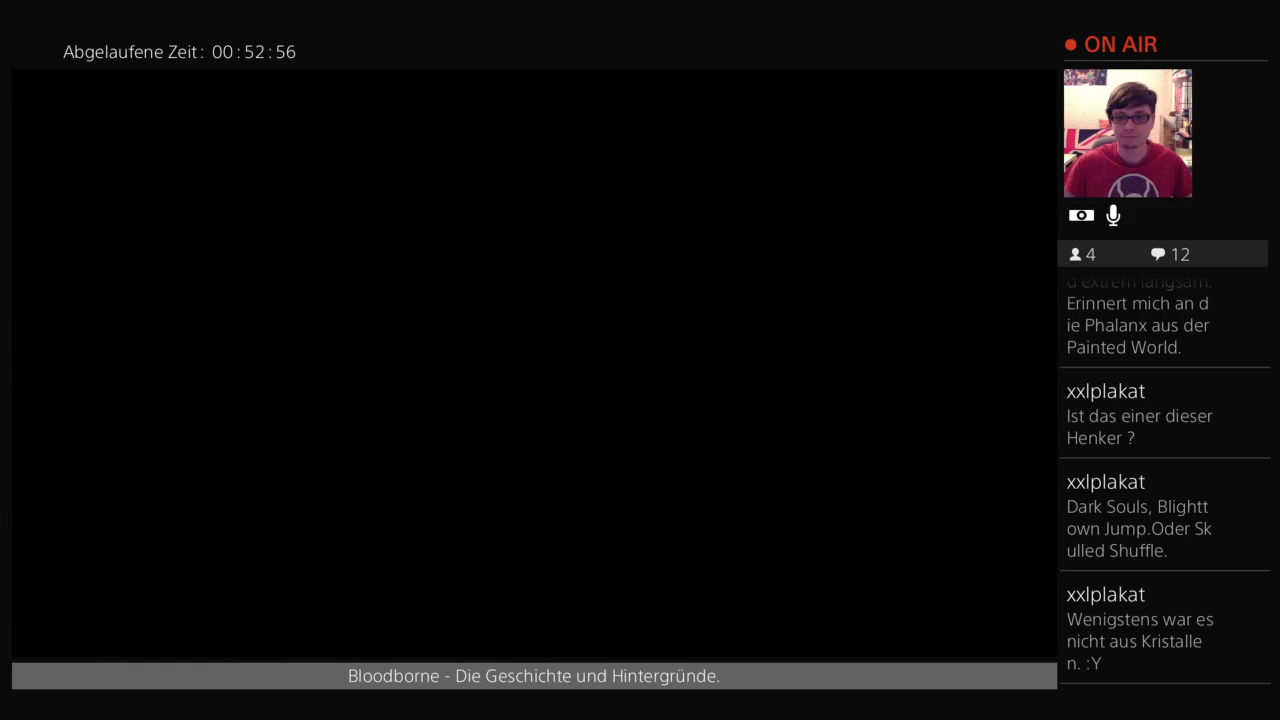 Abgelaufene Zeit: 00:52:56
ON AIR
4
12
d extrem langsam.
Erinnert mich an d
ie Phalanx aus der
Painted World.
xxlplakat
Ist das einer dieser
Henker ?
xxlplakat
Dark Souls, Blightt
own Jump.Oder Sk
ulled Shuffle.
xxlplakat
Wenigstens war es
nicht aus Kristalle
n. :Y
Bloodborne - Die Geschichte und Hintergründe.